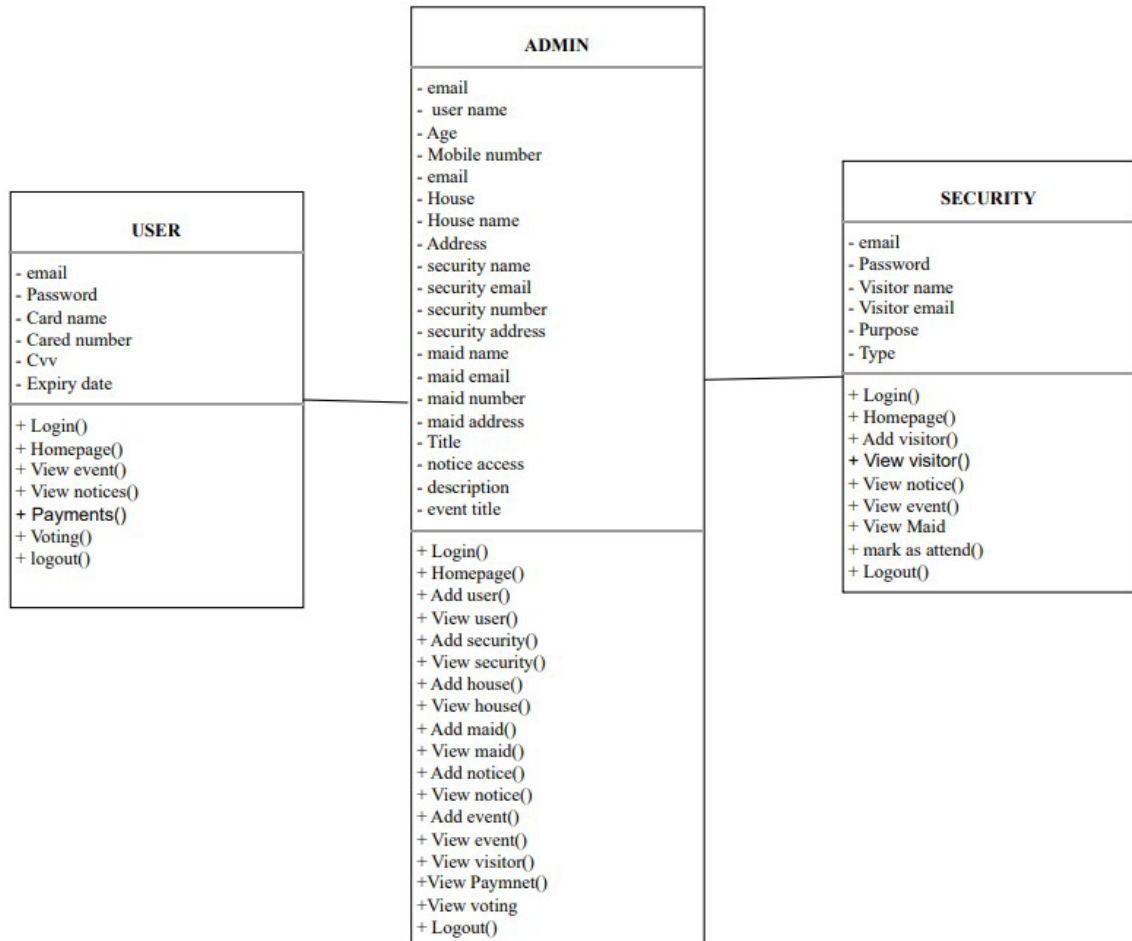 USER
- email
- Password
- Card name
- Cared number
- Cvv
- Expiry date
+ Login()
+ Homepage()
+ View event()
+ View notices()
+ Payments()
+ Voting()
+ logout()
ADMIN
- email
- user name
- Age
- Mobile number
- email
- House
- House name
- Address
- security name
- security email
- security number
- security address
- maid name
- maid email
- maid number
- maid address
- Title
- notice access
- description
- event title
+ Login()
+ Homepage()
+ Add user()
+ View user()
+ Add security()
+ View security()
+ Add house()
+ View house()
+ Add maid()
+ View maid()
+ Add notice()
+ View notice()
+ Add event()
+ View event()
+ View visitor()
+View Paymnet()
+View voting
+ Logout()
SECURITY
- email
- Password
- Visitor name
- Visitor email
- Purpose
- Type
+ Login()
+ Homepage()
+ Add visitor()
+ View visitor()
+ View notice()
+ View event()
+ View Maid
+ mark as attend()
+ Logout()